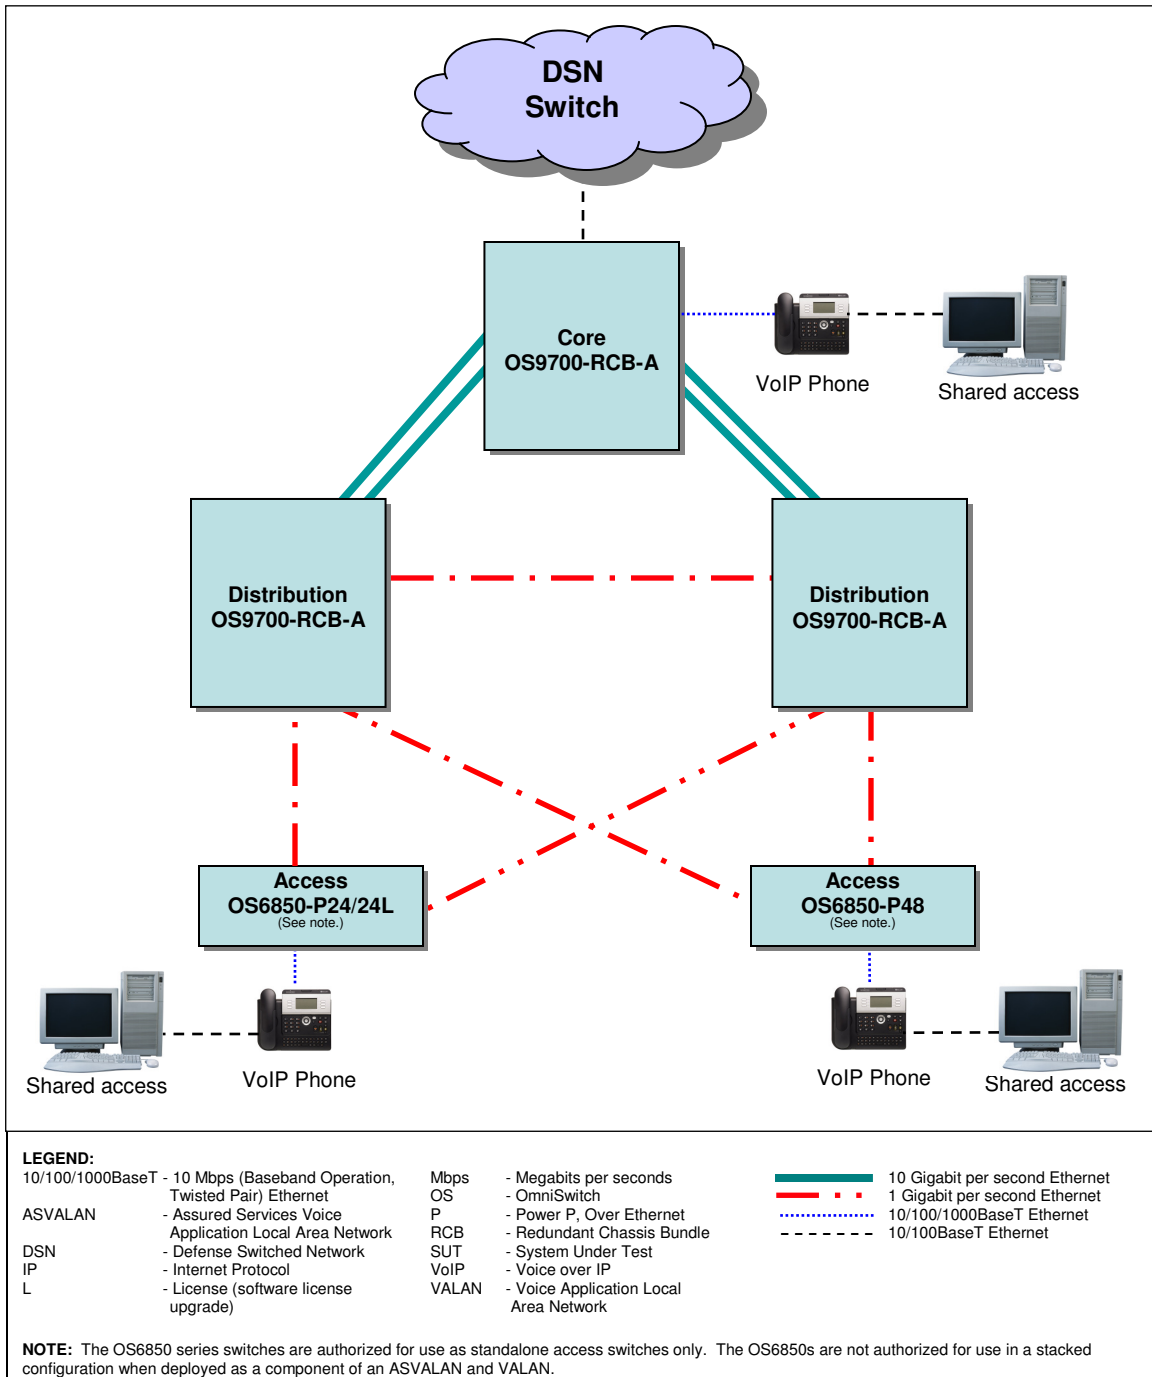 DSN
Switch
Core
OS9700-RCB-A
VoIP Phone
Shared access
Distribution
OS9700-RCB-A
Distribution
OS9700-RCB-A
Access
OS6850-P24/24L
(See note.)
Access
OS6850-P48
(See note.)
Shared access
VoIP Phone
VoIP Phone
Shared access
LEGEND:
10/100/1000BaseT - 10 Mbps (Baseband Operation,
Twisted Pair) Ethernet
ASVALAN - Assured Services Voice
Application Local Area Network
DSN - Defense Switched Network
IP - Internet Protocol
L - License (software license
upgrade)
Mbps - Megabits per seconds
OS - OmniSwitch
P - Power P, Over Ethernet
RCB - Redundant Chassis Bundle
SUT - System Under Test
VoIP - Voice over IP
VALAN - Voice Application Local
Area Network
10 Gigabit per second Ethernet
1 Gigabit per second Ethernet
10/100/1000BaseT Ethernet
10/100BaseT Ethernet
NOTE: The OS6850 series switches are authorized for use as standalone access switches only. The OS6850s are not authorized for use in a stacked
configuration when deployed as a component of an ASVALAN and VALAN.